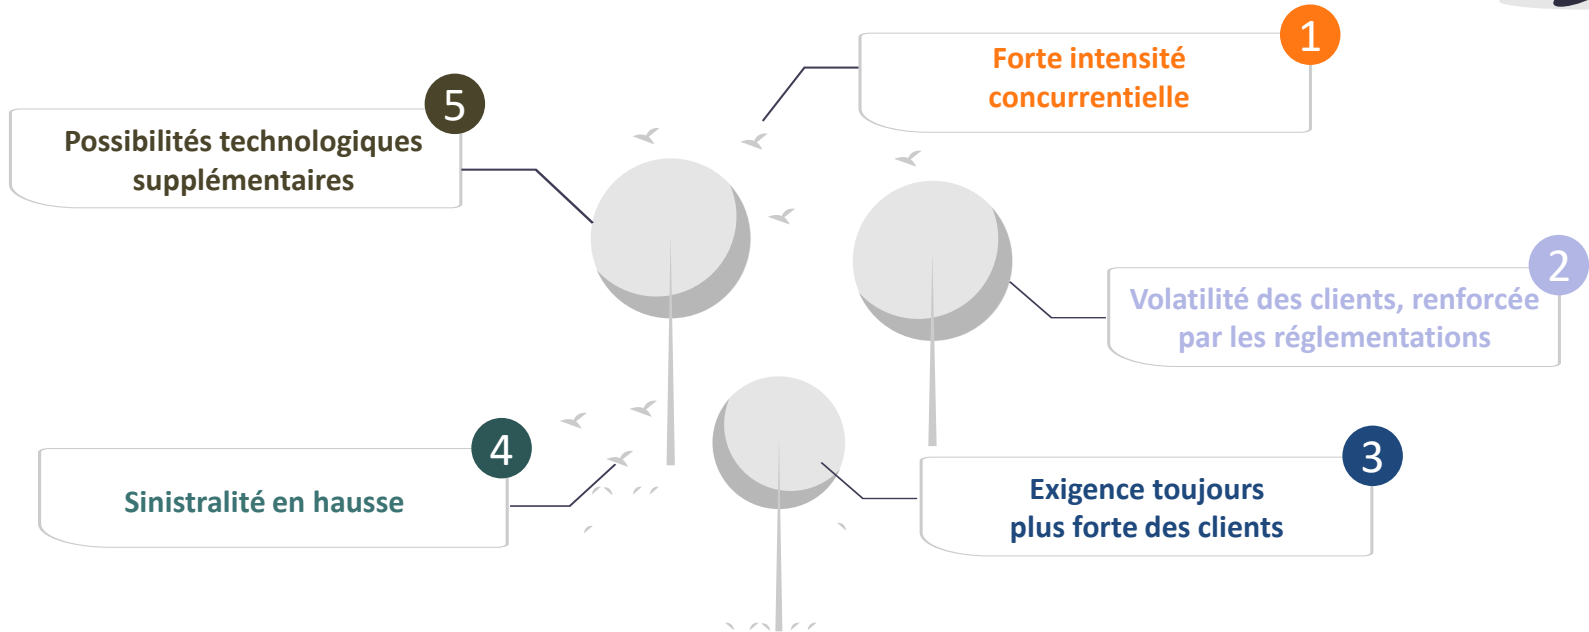 1
Forte intensité
concurrentielle
2
Volatilité des clients, renforcée
par les réglementations
3
Exigence toujours
plus forte des clients
4
Sinistralité en hausse
5
Possibilités technologiques
supplémentaires